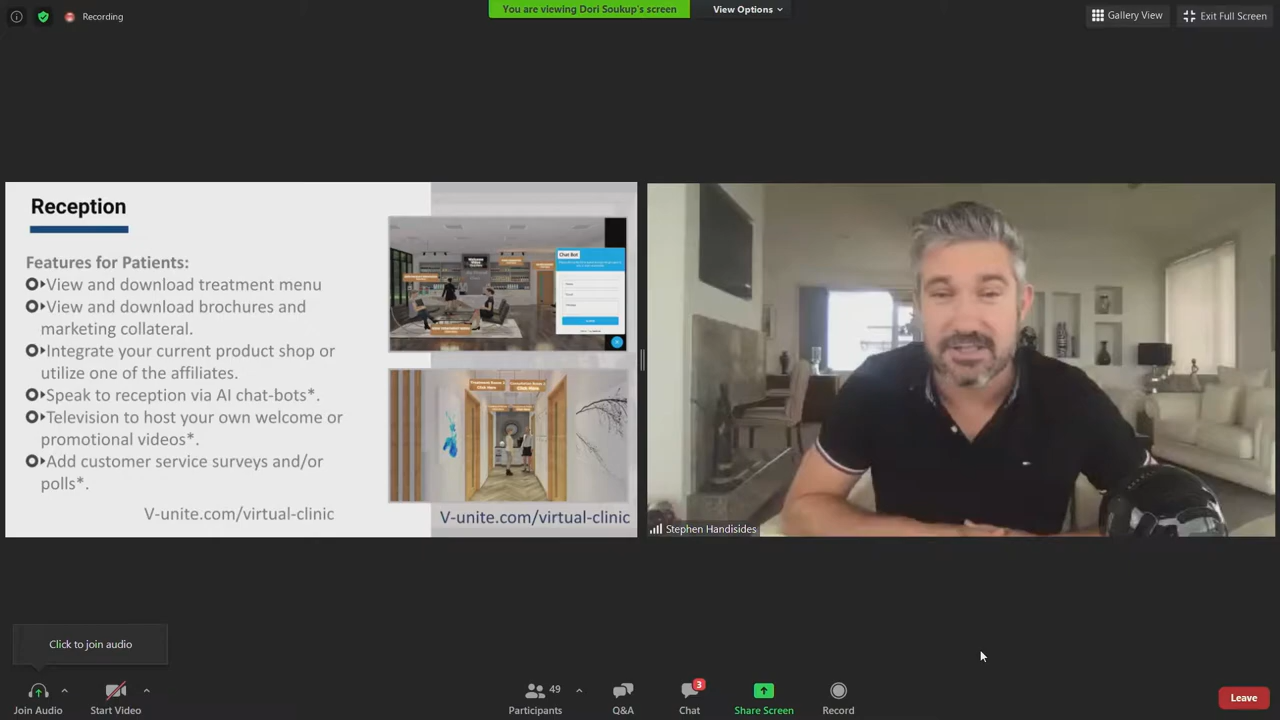 Recording
You are viewing Dori Soukup's screen
View Options
Gallery View
Exit Full Screen
Reception
Features for Patients:
View and download treatment menu
View and download brochures and
marketing collateral.
Integrate your current product shop or
utilize one of the affiliates.
Speak to reception via AI chat-bots*.
Television to host your own welcome or
promotional videos*.
Add customer service surveys and/or
polls*.
V-unite.com/virtual-clinic
Chat Bot
V-unite.com/virtual-clinic
Stephen Handisides
Click to join audio
Join Audio
Start Video
49
Participants
Q&A
3
Chat
Share Screen
Record
Leave